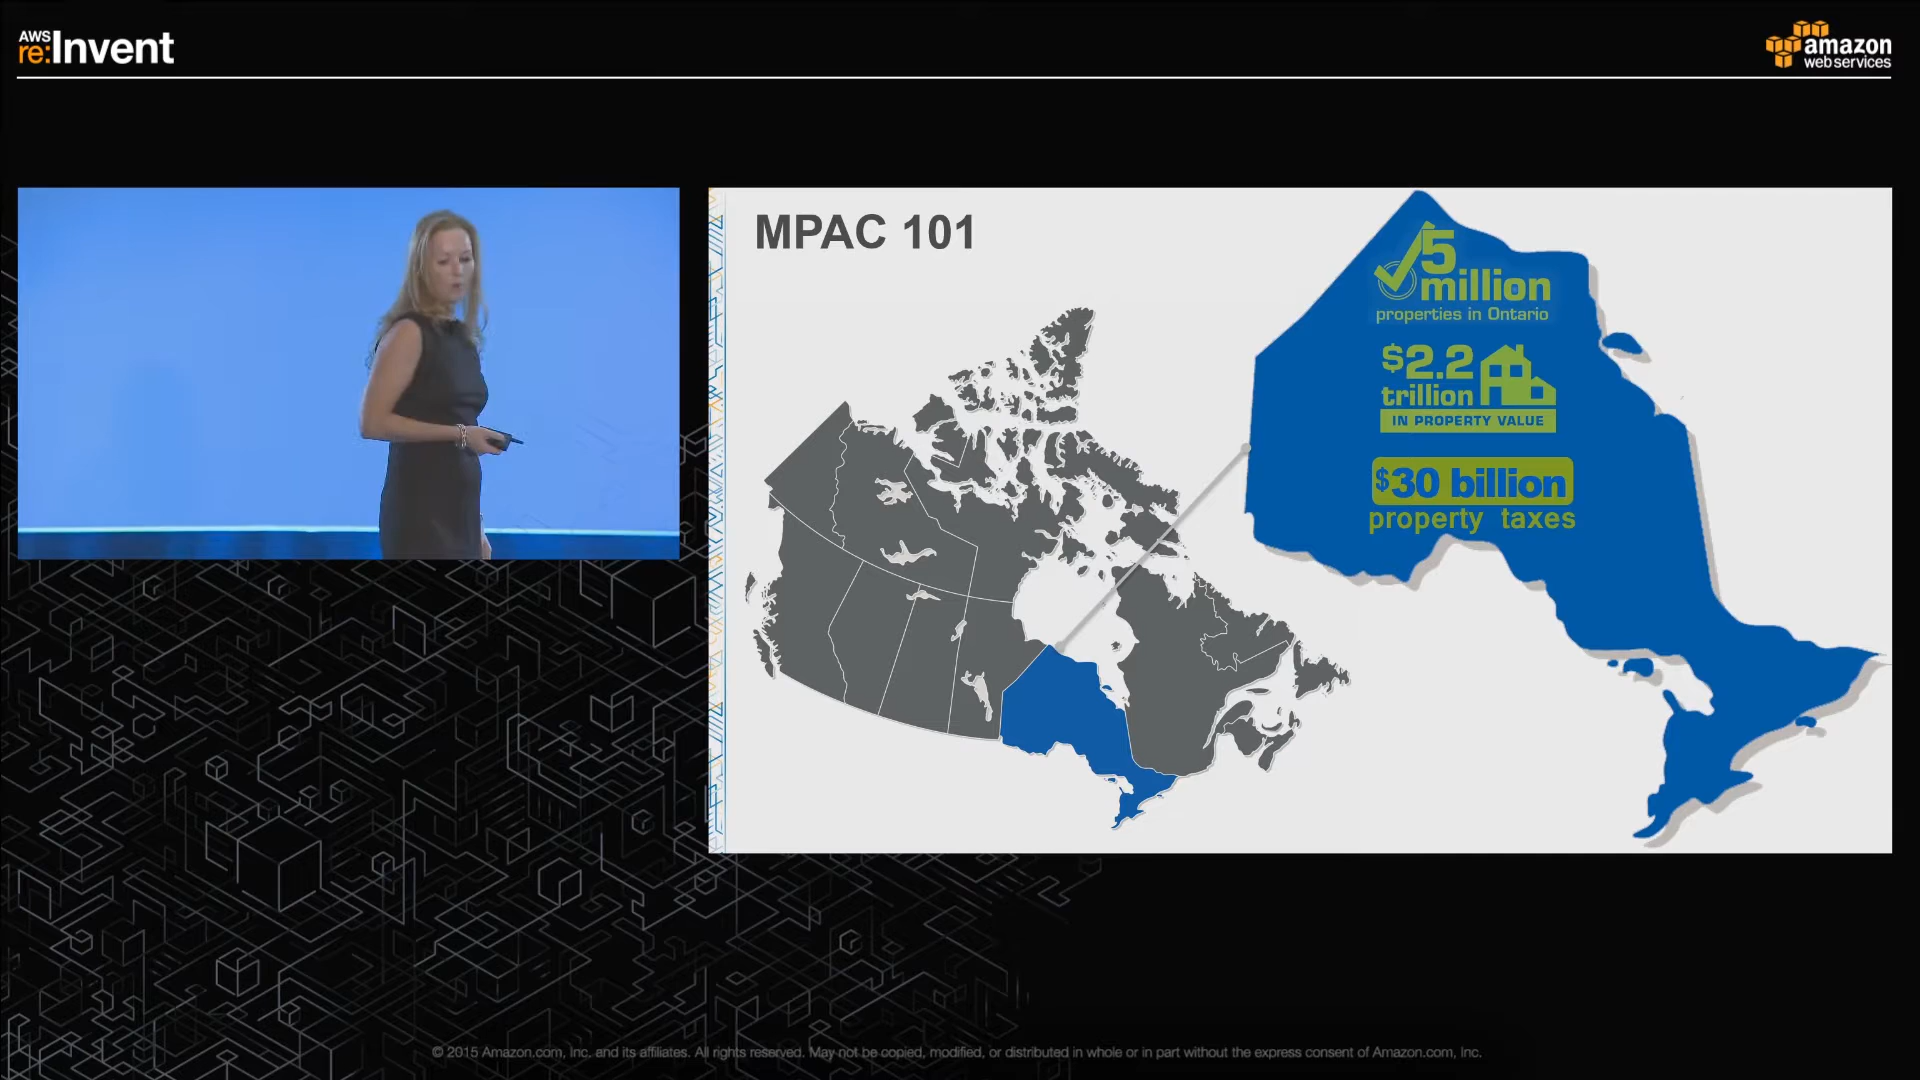 AWS
re:Invent
amazon
web services
MPAC 101
5
million
properties in Ontario
$2.2
trillion
IN PROPERTY VALUE
$30 billion
property taxes
© 2015 Amazon.com, Inc. and its affiliates. All rights reserved. May not be copied, modified, or distributed in whole or in part without the express consent of Amazon.com, Inc.